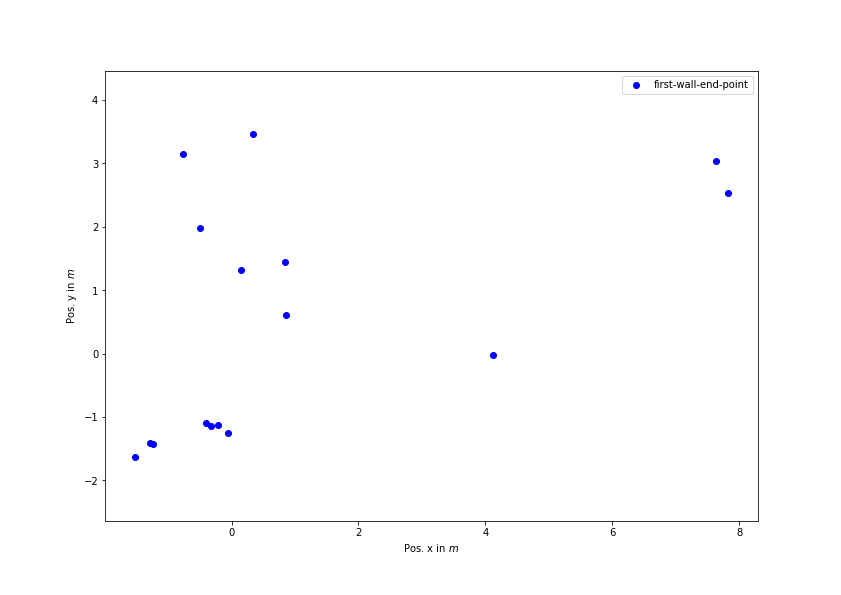 first-wall-end-point
4
3
2
1
0
−1
−2
Pos. y in m
0 2 4 6 8
Pos. x in m